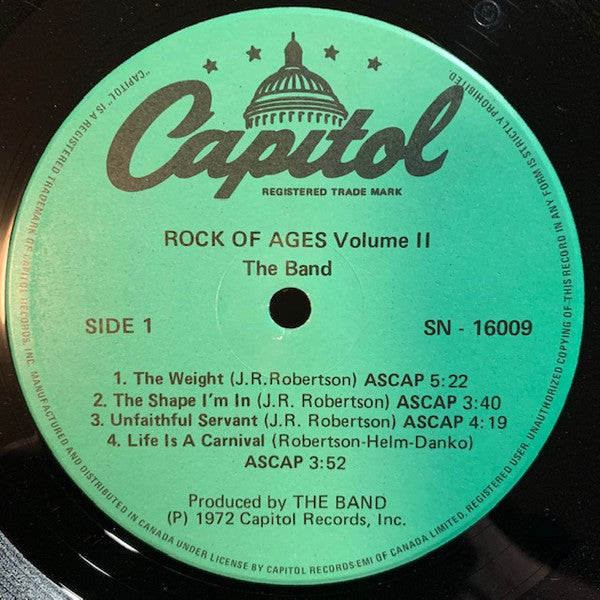 Capitol
REGISTERED TRADE MARK
ROCK OF AGES Volume II
The Band
SIDE 1
SN - 16009
1. The Weight (J.R.Robertson) ASCAP 5:22
2. The Shape I'm In (J.R. Robertson) ASCAP 3:40
3. Unfaithful Servant (J.R. Robertson) ASCAP 4:19
4. Life Is A Carnival (Robertson-Helm-Danko)
ASCAP 3:52
Produced by THE BAND
(P) 1972 Capitol Records, Inc.
"CAPITOL" IS A REGISTERED TRADEMARK OF CAPITOL RECORDS, INC. MANUFACTURED AND DISTRIBUTED IN CANADA UNDER LICENSE BY CAPITOL RECORDS-EMI OF CANADA LIMITED, REGISTERED USER. UNAUTHORIZED COPYING OF THIS RECORD IN ANY FORM IS STRICTLY PROHIBITED.